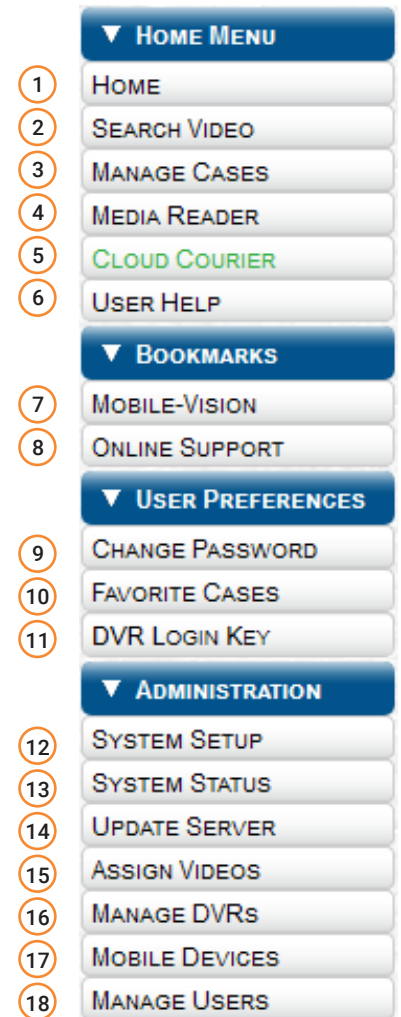 ▼ HOME MENU
1 HOME
2 SEARCH VIDEO
3 MANAGE CASES
4 MEDIA READER
5 CLOUD COURIER
6 USER HELP
▼ BOOKMARKS
7 MOBILE-VISION
8 ONLINE SUPPORT
▼ USER PREFERENCES
9 CHANGE PASSWORD
10 FAVORITE CASES
11 DVR LOGIN KEY
▼ ADMINISTRATION
12 SYSTEM SETUP
13 SYSTEM STATUS
14 UPDATE SERVER
15 ASSIGN VIDEOS
16 MANAGE DVRS
17 MOBILE DEVICES
18 MANAGE USERS